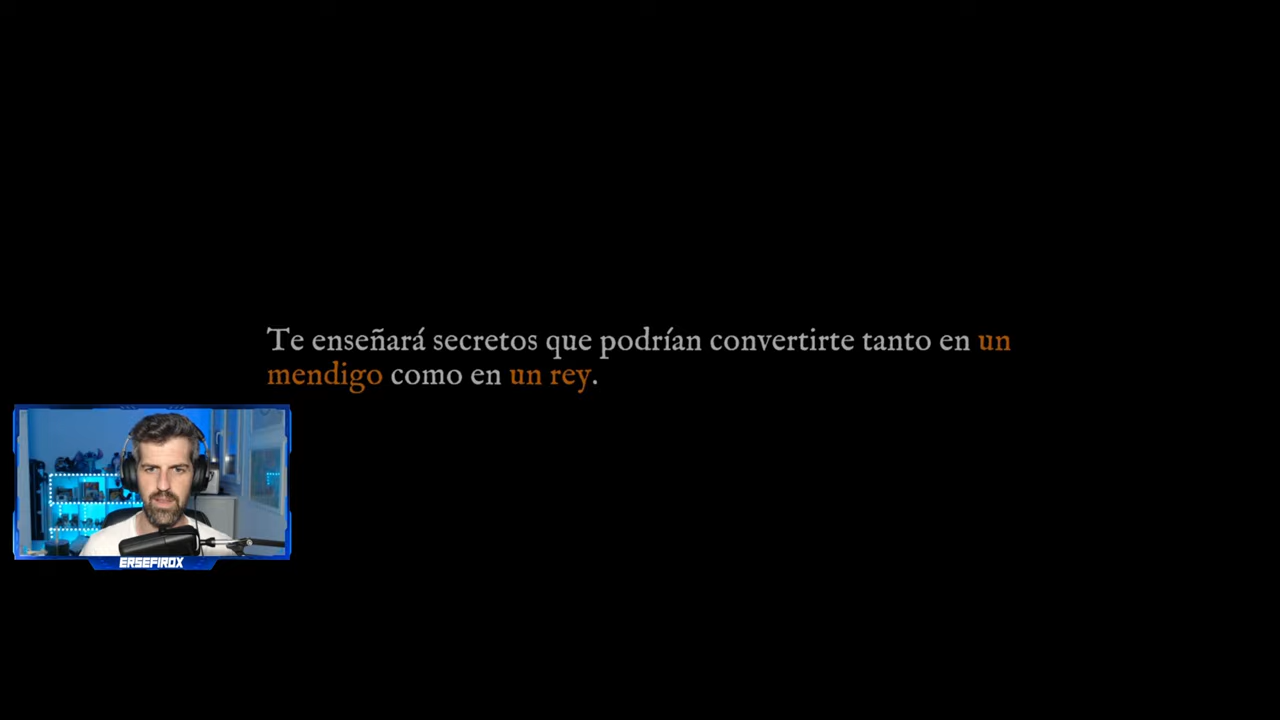 Te enseñará secretos que podrían convertirte tanto en un
mendigo como en un rey.
ERSEFIROX